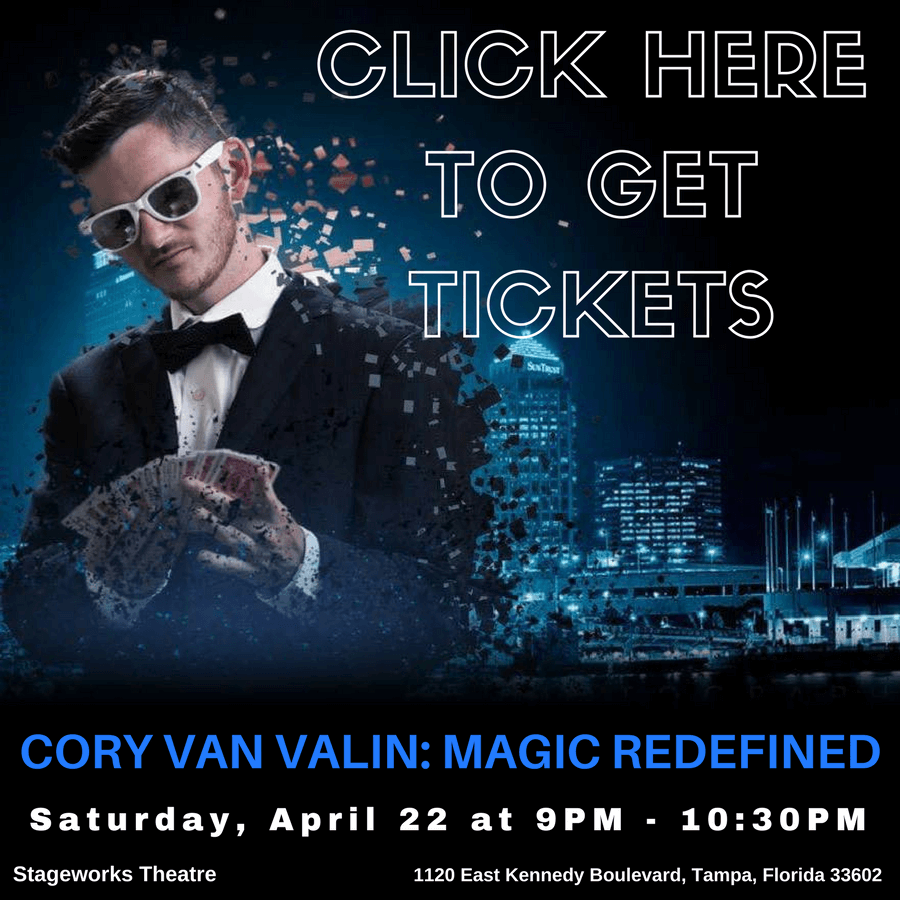 CLICK HERE
TO GET
TICKETS
SUNTRUST
CORY VAN VALIN: MAGIC REDEFINED
Saturday, April 22 at 9PM - 10:30PM
Stageworks Theatre
1120 East Kennedy Boulevard, Tampa, Florida 33602